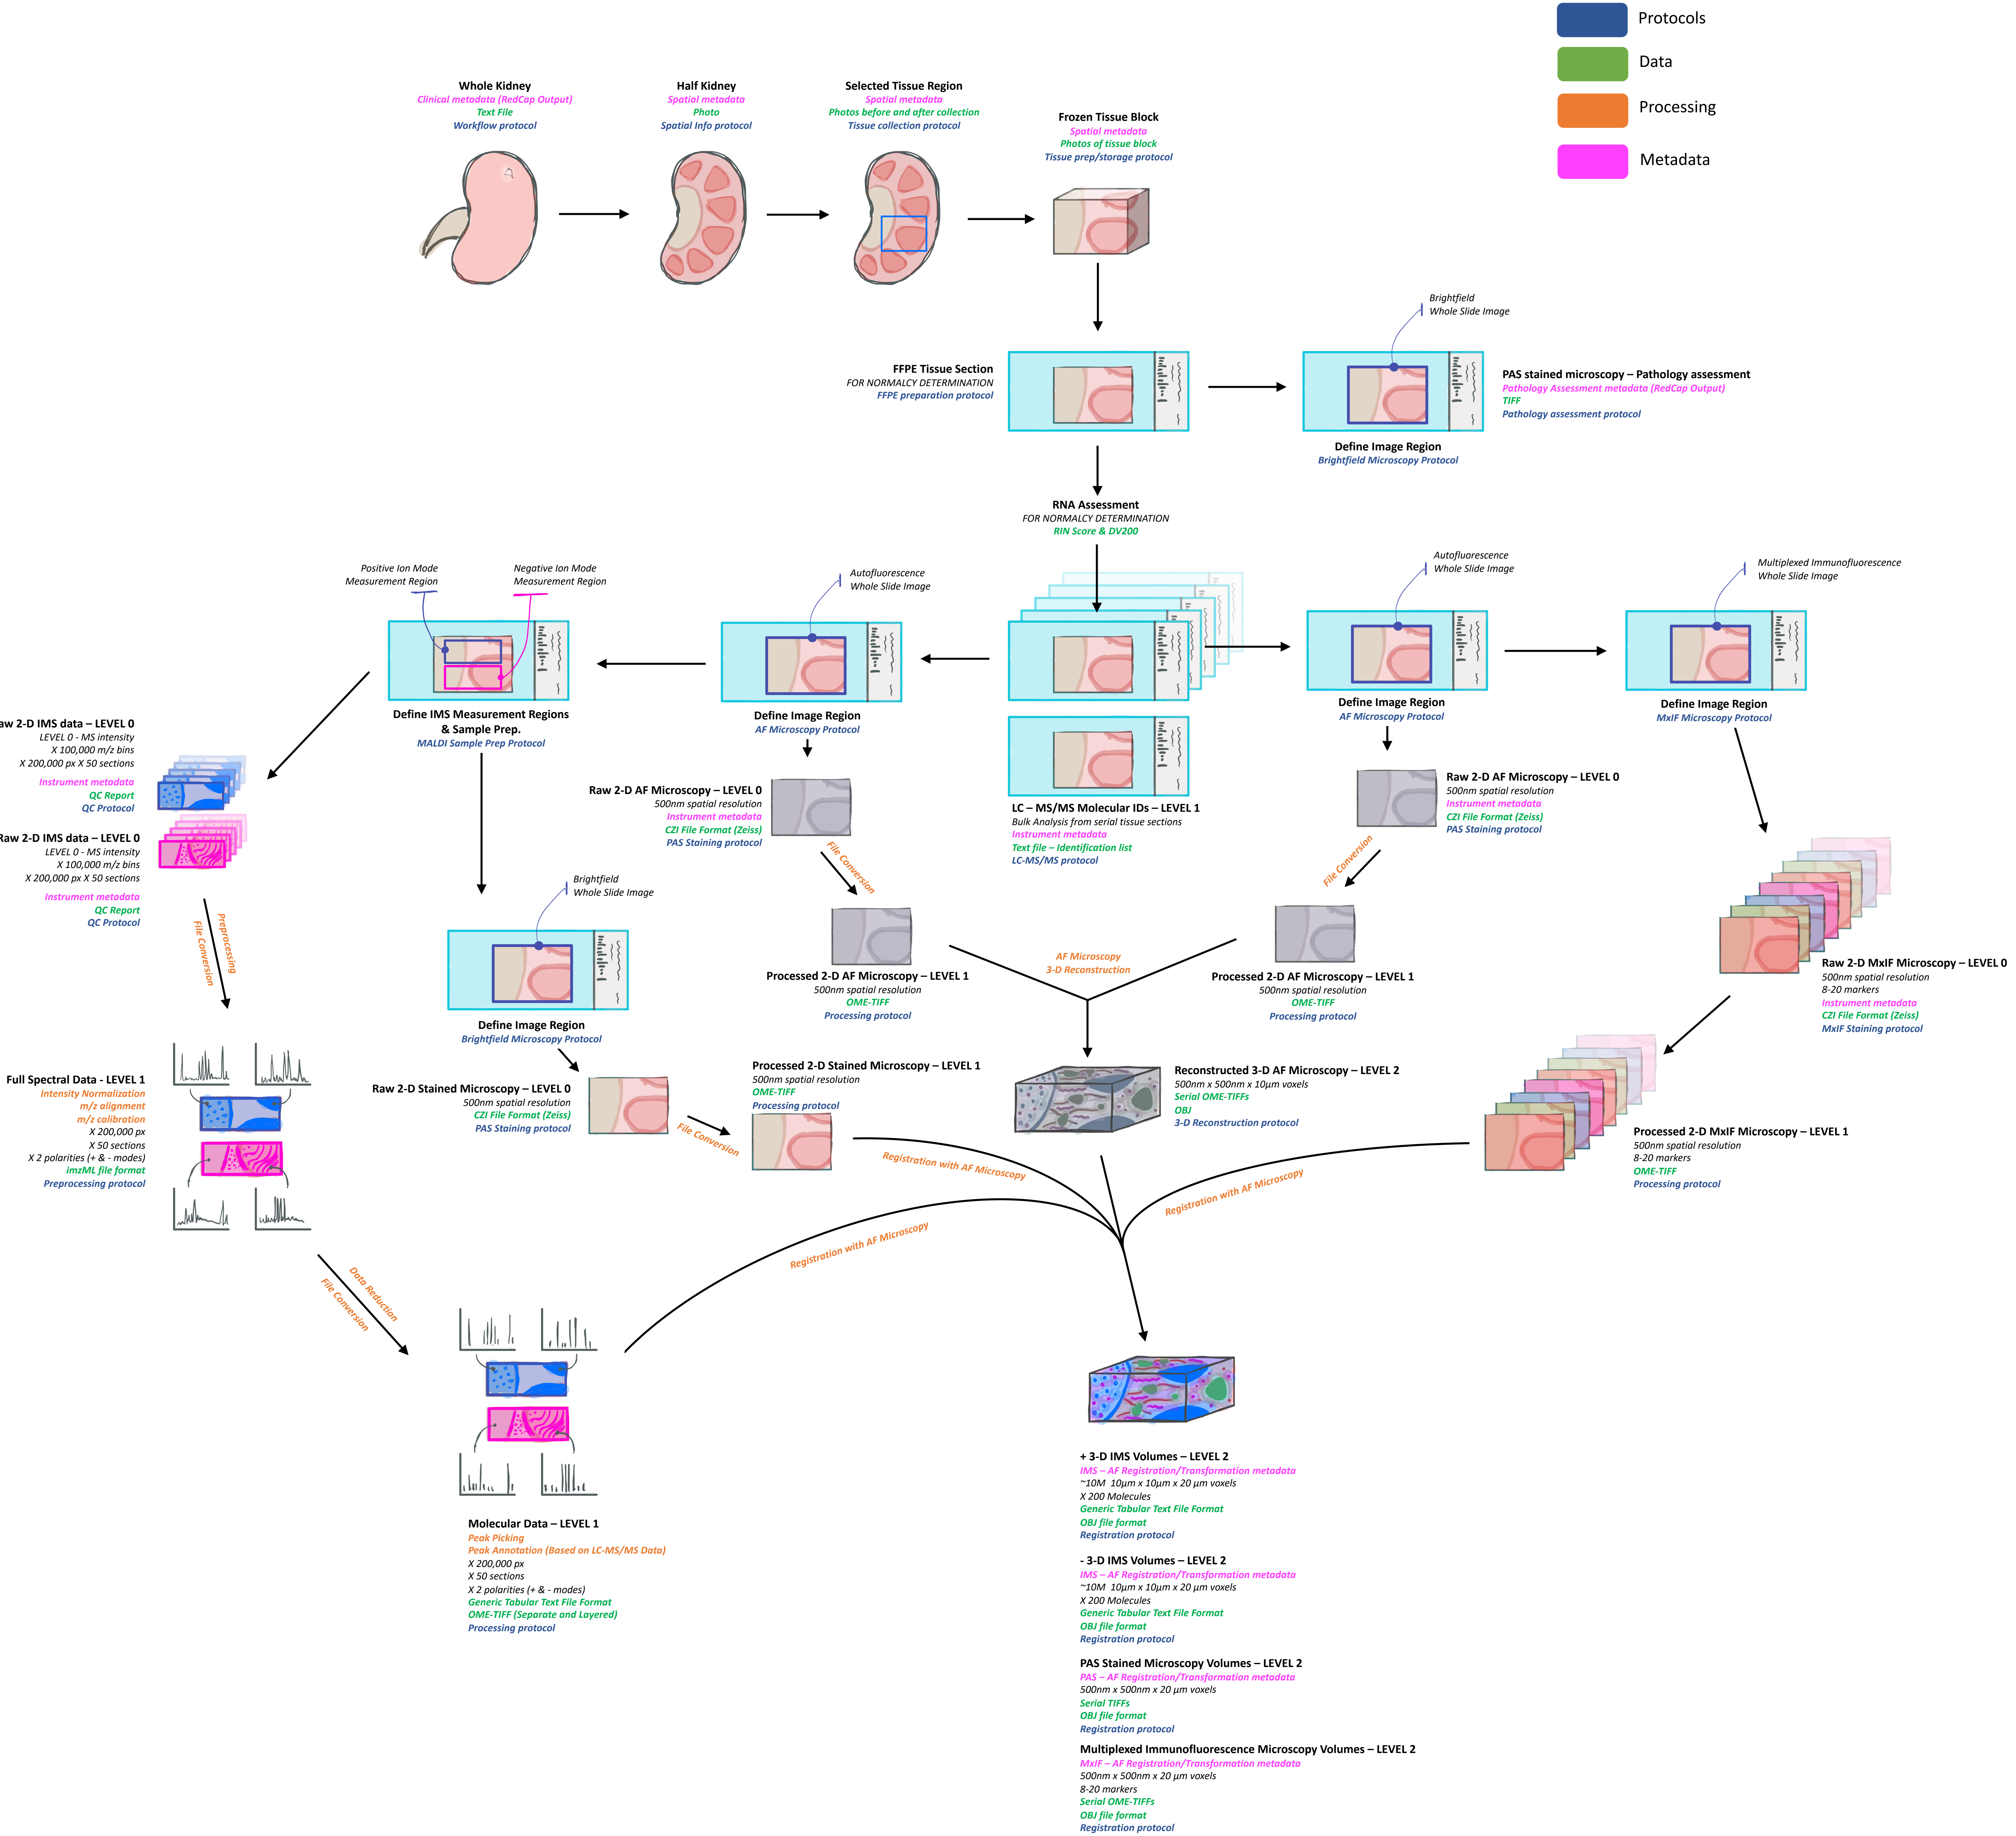 Protocols
Data
Processing
Metadata
Whole Kidney
Clinical metadata (RedCap Output)
Text File
Workflow protocol
Half Kidney
Spatial metadata
Photo
Spatial Info protocol
Selected Tissue Region
Spatial metadata
Photos before and after collection
Tissue collection protocol
Frozen Tissue Block
Spatial metadata
Photos of tissue block
Tissue prep/storage protocol
Brightfield
Whole Slide Image
FFPE Tissue Section
FOR NORMALCY DETERMINATION
FFPE preparation protocol
PAS stained microscopy – Pathology assessment
Pathology Assessment metadata (RedCap Output)
TIFF
Pathology assessment protocol
Define Image Region
Brightfield Microscopy Protocol
RNA Assessment
FOR NORMALCY DETERMINATION
RIN Score & DV200
Positive Ion Mode
Measurement Region
Negative Ion Mode
Measurement Region
Autofluorescence
Whole Slide Image
Autofluorescence
Whole Slide Image
Multiplexed Immunofluorescence
Whole Slide Image
Define IMS Measurement Regions
& Sample Prep.
MALDI Sample Prep Protocol
Define Image Region
AF Microscopy Protocol
Define Image Region
AF Microscopy Protocol
Define Image Region
MxIF Microscopy Protocol
aw 2-D IMS data – LEVEL 0
LEVEL 0 - MS intensity
X 100,000 m/z bins
X 200,000 px X 50 sections
Instrument metadata
QC Report
QC Protocol
Raw 2-D IMS data – LEVEL 0
LEVEL 0 - MS intensity
X 100,000 m/z bins
X 200,000 px X 50 sections
Instrument metadata
QC Report
QC Protocol
Raw 2-D AF Microscopy – LEVEL 0
500nm spatial resolution
Instrument metadata
CZI File Format (Zeiss)
PAS Staining protocol
LC – MS/MS Molecular IDs – LEVEL 1
Bulk Analysis from serial tissue sections
Instrument metadata
Text file – Identification list
LC-MS/MS protocol
Raw 2-D AF Microscopy – LEVEL 0
500nm spatial resolution
Instrument metadata
CZI File Format (Zeiss)
PAS Staining protocol
File Conversion
File Conversion
Preprocessing
File Conversion
Brightfield
Whole Slide Image
Define Image Region
Brightfield Microscopy Protocol
Processed 2-D AF Microscopy – LEVEL 1
500nm spatial resolution
OME-TIFF
Processing protocol
AF Microscopy
3-D Reconstruction
Processed 2-D AF Microscopy – LEVEL 1
500nm spatial resolution
OME-TIFF
Processing protocol
Raw 2-D MxIF Microscopy – LEVEL 0
500nm spatial resolution
8-20 markers
Instrument metadata
CZI File Format (Zeiss)
MxIF Staining protocol
Full Spectral Data - LEVEL 1
Intensity Normalization
m/z alignment
m/z calibration
X 200,000 px
X 50 sections
X 2 polarities (+ & - modes)
imzML file format
Preprocessing protocol
Raw 2-D Stained Microscopy – LEVEL 0
500nm spatial resolution
CZI File Format (Zeiss)
PAS Staining protocol
File Conversion
Processed 2-D Stained Microscopy – LEVEL 1
500nm spatial resolution
OME-TIFF
Processing protocol
Reconstructed 3-D AF Microscopy – LEVEL 2
500nm x 500nm x 10µm voxels
Serial OME-TIFFs
OBJ
3-D Reconstruction protocol
Processed 2-D MxIF Microscopy – LEVEL 1
500nm spatial resolution
8-20 markers
OME-TIFF
Processing protocol
Registration with AF Microscopy
Registration with AF Microscopy
Registration with AF Microscopy
Data Reduction
File Conversion
Molecular Data – LEVEL 1
Peak Picking
Peak Annotation (Based on LC-MS/MS Data)
X 200,000 px
X 50 sections
X 2 polarities (+ & - modes)
Generic Tabular Text File Format
OME-TIFF (Separate and Layered)
Processing protocol
+ 3-D IMS Volumes – LEVEL 2
IMS – AF Registration/Transformation metadata
~10M 10µm x 10µm x 20 µm voxels
X 200 Molecules
Generic Tabular Text File Format
OBJ file format
Registration protocol
- 3-D IMS Volumes – LEVEL 2
IMS – AF Registration/Transformation metadata
~10M 10µm x 10µm x 20 µm voxels
X 200 Molecules
Generic Tabular Text File Format
OBJ file format
Registration protocol
PAS Stained Microscopy Volumes – LEVEL 2
PAS – AF Registration/Transformation metadata
500nm x 500nm x 20 µm voxels
Serial TIFFs
OBJ file format
Registration protocol
Multiplexed Immunofluorescence Microscopy Volumes – LEVEL 2
MxIF – AF Registration/Transformation metadata
500nm x 500nm x 20 µm voxels
8-20 markers
Serial OME-TIFFs
OBJ file format
Registration protocol